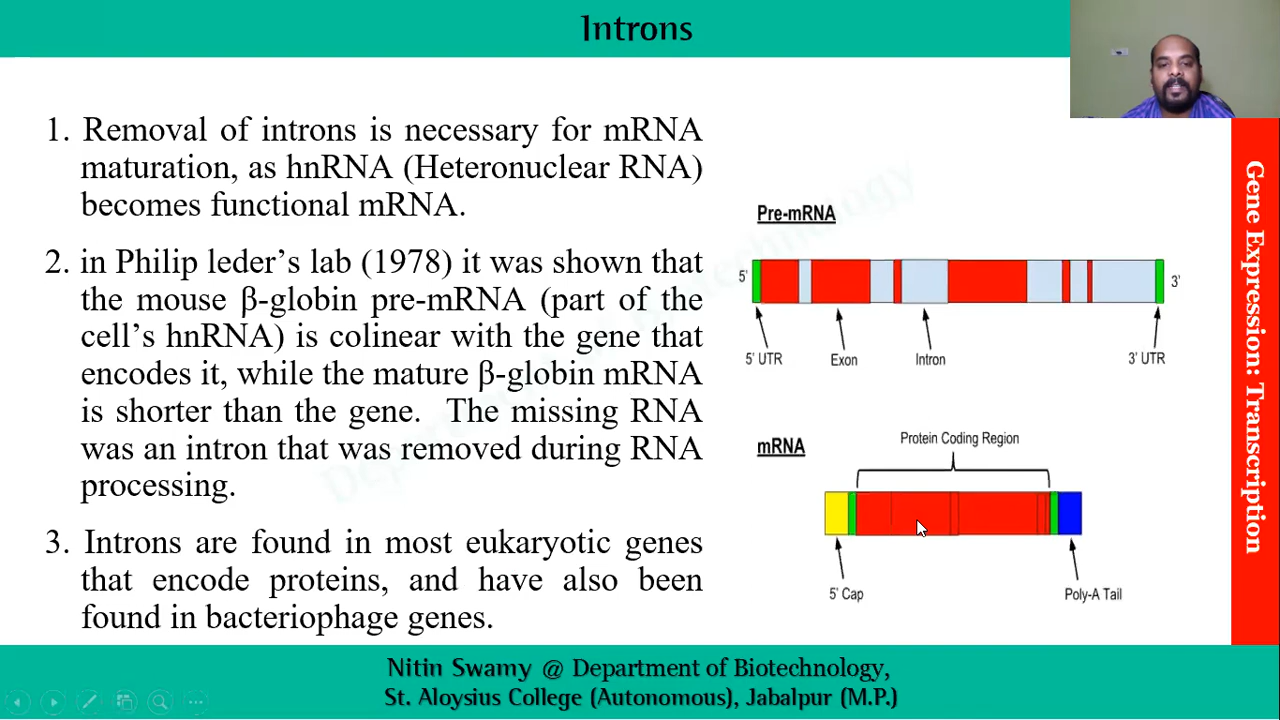 Introns
1. Removal of introns is necessary for mRNA
maturation, as hnRNA (Heteronuclear RNA)
becomes functional mRNA.
2. in Philip leder's lab (1978) it was shown that
the mouse β-globin pre-mRNA (part of the
cell's hnRNA) is colinear with the gene that
encodes it, while the mature β-globin mRNA
is shorter than the gene. The missing RNA
was an intron that was removed during RNA
processing.
3. Introns are found in most eukaryotic genes
that encode proteins, and have also been
found in bacteriophage genes.
Pre-mRNA
5' 3'
5' UTR Exon Intron 3' UTR
Protein Coding Region
mRNA
5' Cap Poly-A Tail
Gene Expression: Transcription
Nitin Swamy @ Department of Biotechnology,
St. Aloysius College (Autonomous), Jabalpur (M.P.)